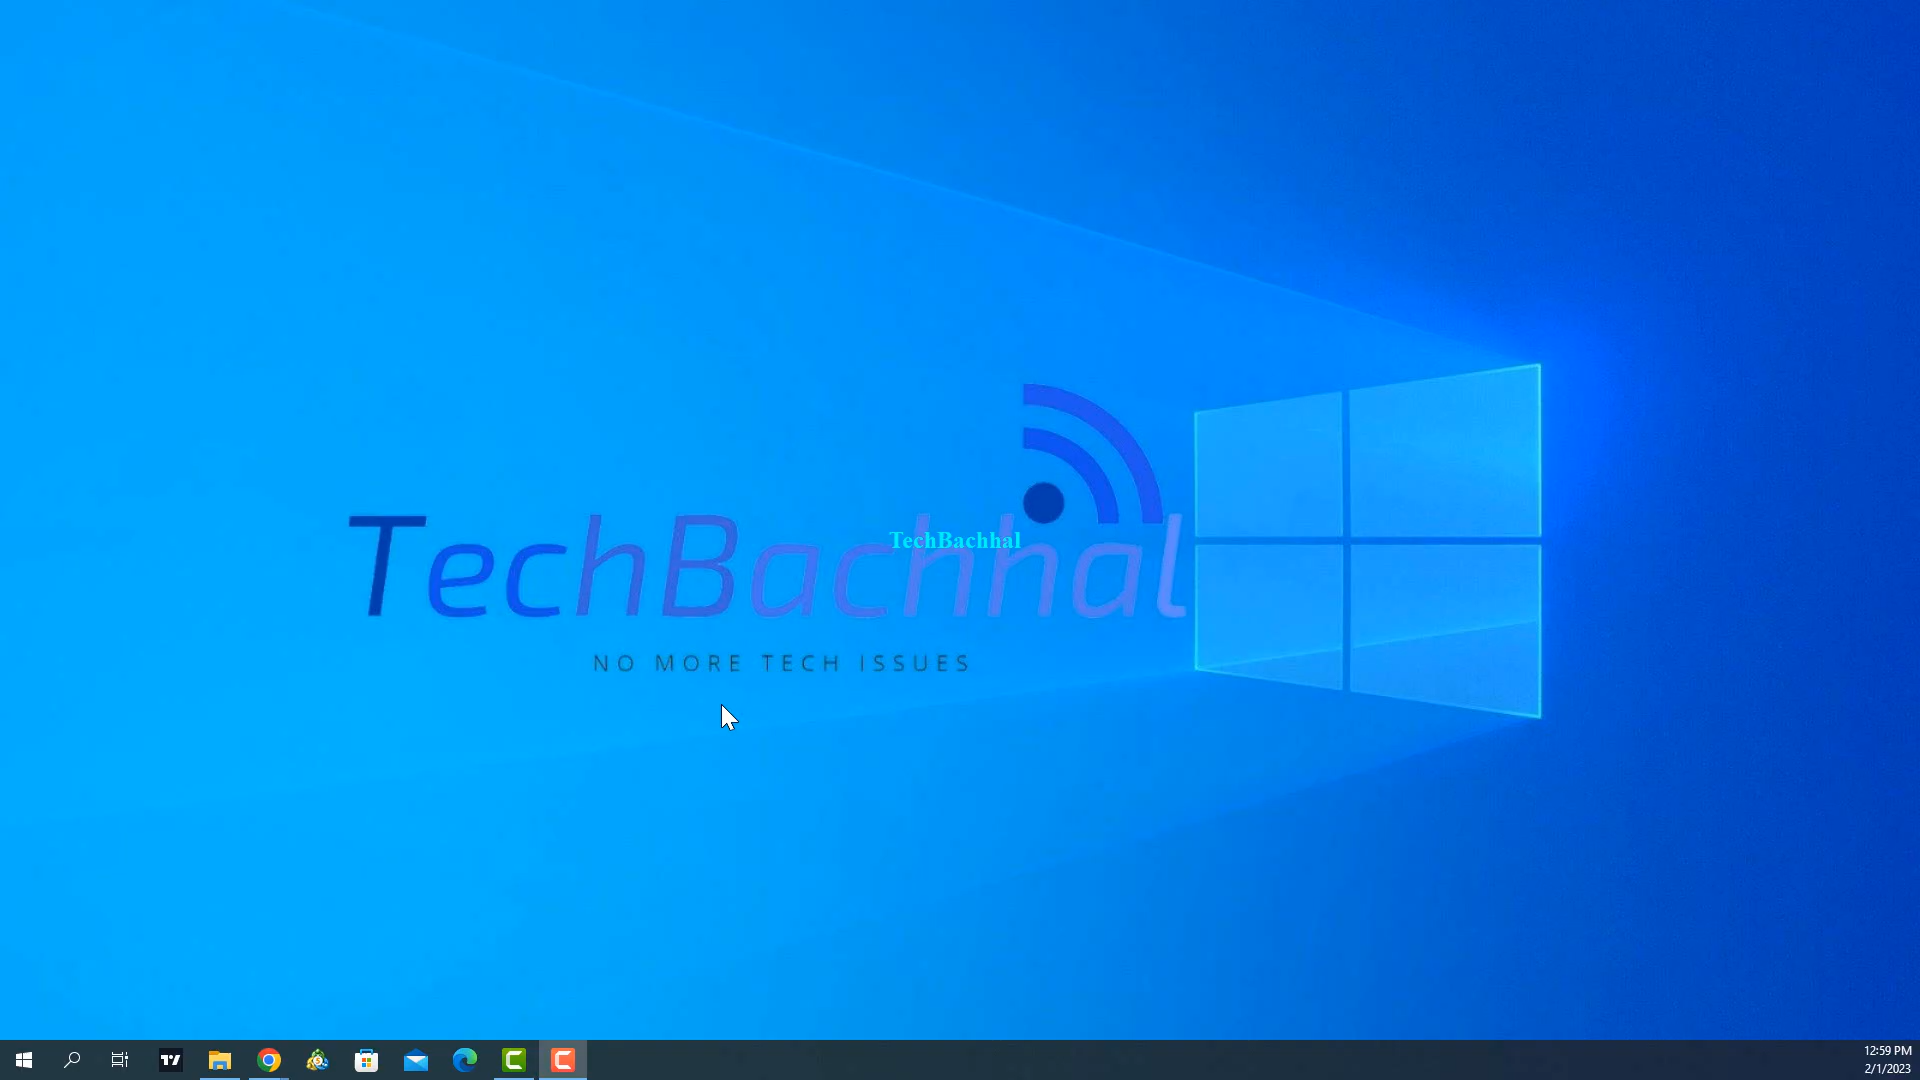 TechBachhal
TechBachhal
NO MORE TECH ISSUES
12:59 PM
2/1/2023